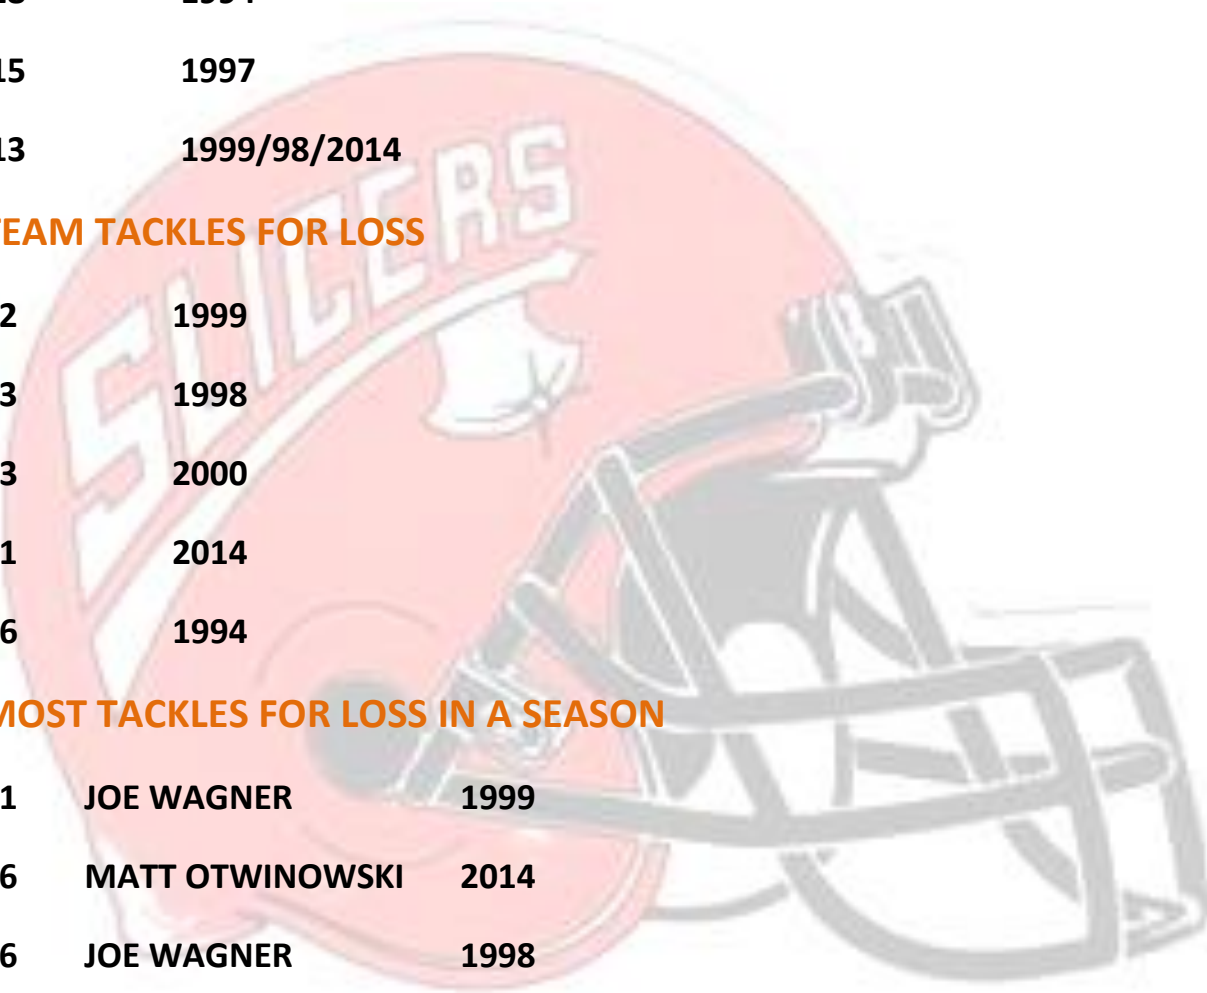 15 1997
13 1999/98/2014
TEAM TACKLES FOR LOSS
2 1999
3 1998
3 2000
1 2014
6 1994
MOST TACKLES FOR LOSS IN A SEASON
1 JOE WAGNER 1999
6 MATT OTWINOWSKI 2014
6 JOE WAGNER 1998
SLICERS